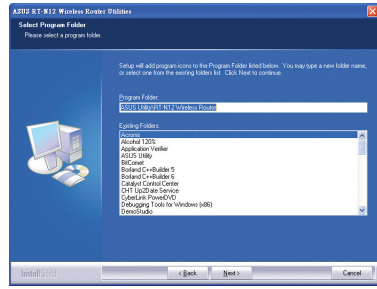 ASUS RT-N12 Wireless Router Utilities
Select Program Folder
Please select a program folder.
Setup will add program icons to the Program Folder listed below. You may type a new folder name, or select one from the existing folders list. Click Next to continue.
Program Folder:
ASUS Utility\RT-N12 Wireless Router
Existing Folders:
Acronis
Alcohol 120%
Application Verifier
ASUS Utility
BitComet
Borland C++Builder 5
Borland C++Builder 6
Catalyst Control Center
CHT Up2Date Service
CyberLink PowerDVD
Debugging Tools for Windows (x86)
DemoStudio
InstallShield
< Back
Next >
Cancel